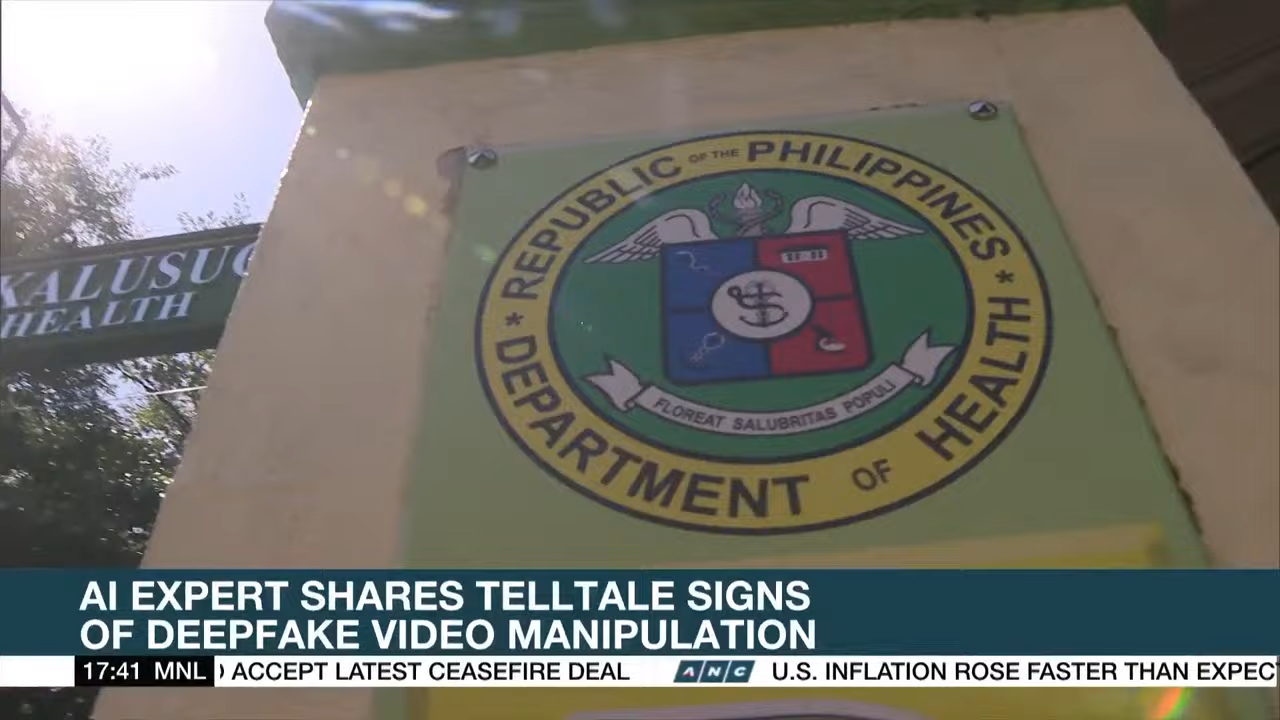 REPUBLIC OF THE PHILIPPINES
* DEPARTMENT OF HEALTH *
FLOREAT SALUBRITAS POPULI
KALUSUG
HEALTH
AI EXPERT SHARES TELLTALE SIGNS
OF DEEPFAKE VIDEO MANIPULATION
17:41 MNL ACCEPT LATEST CEASEFIRE DEAL ANC U.S. INFLATION ROSE FASTER THAN EXPEC